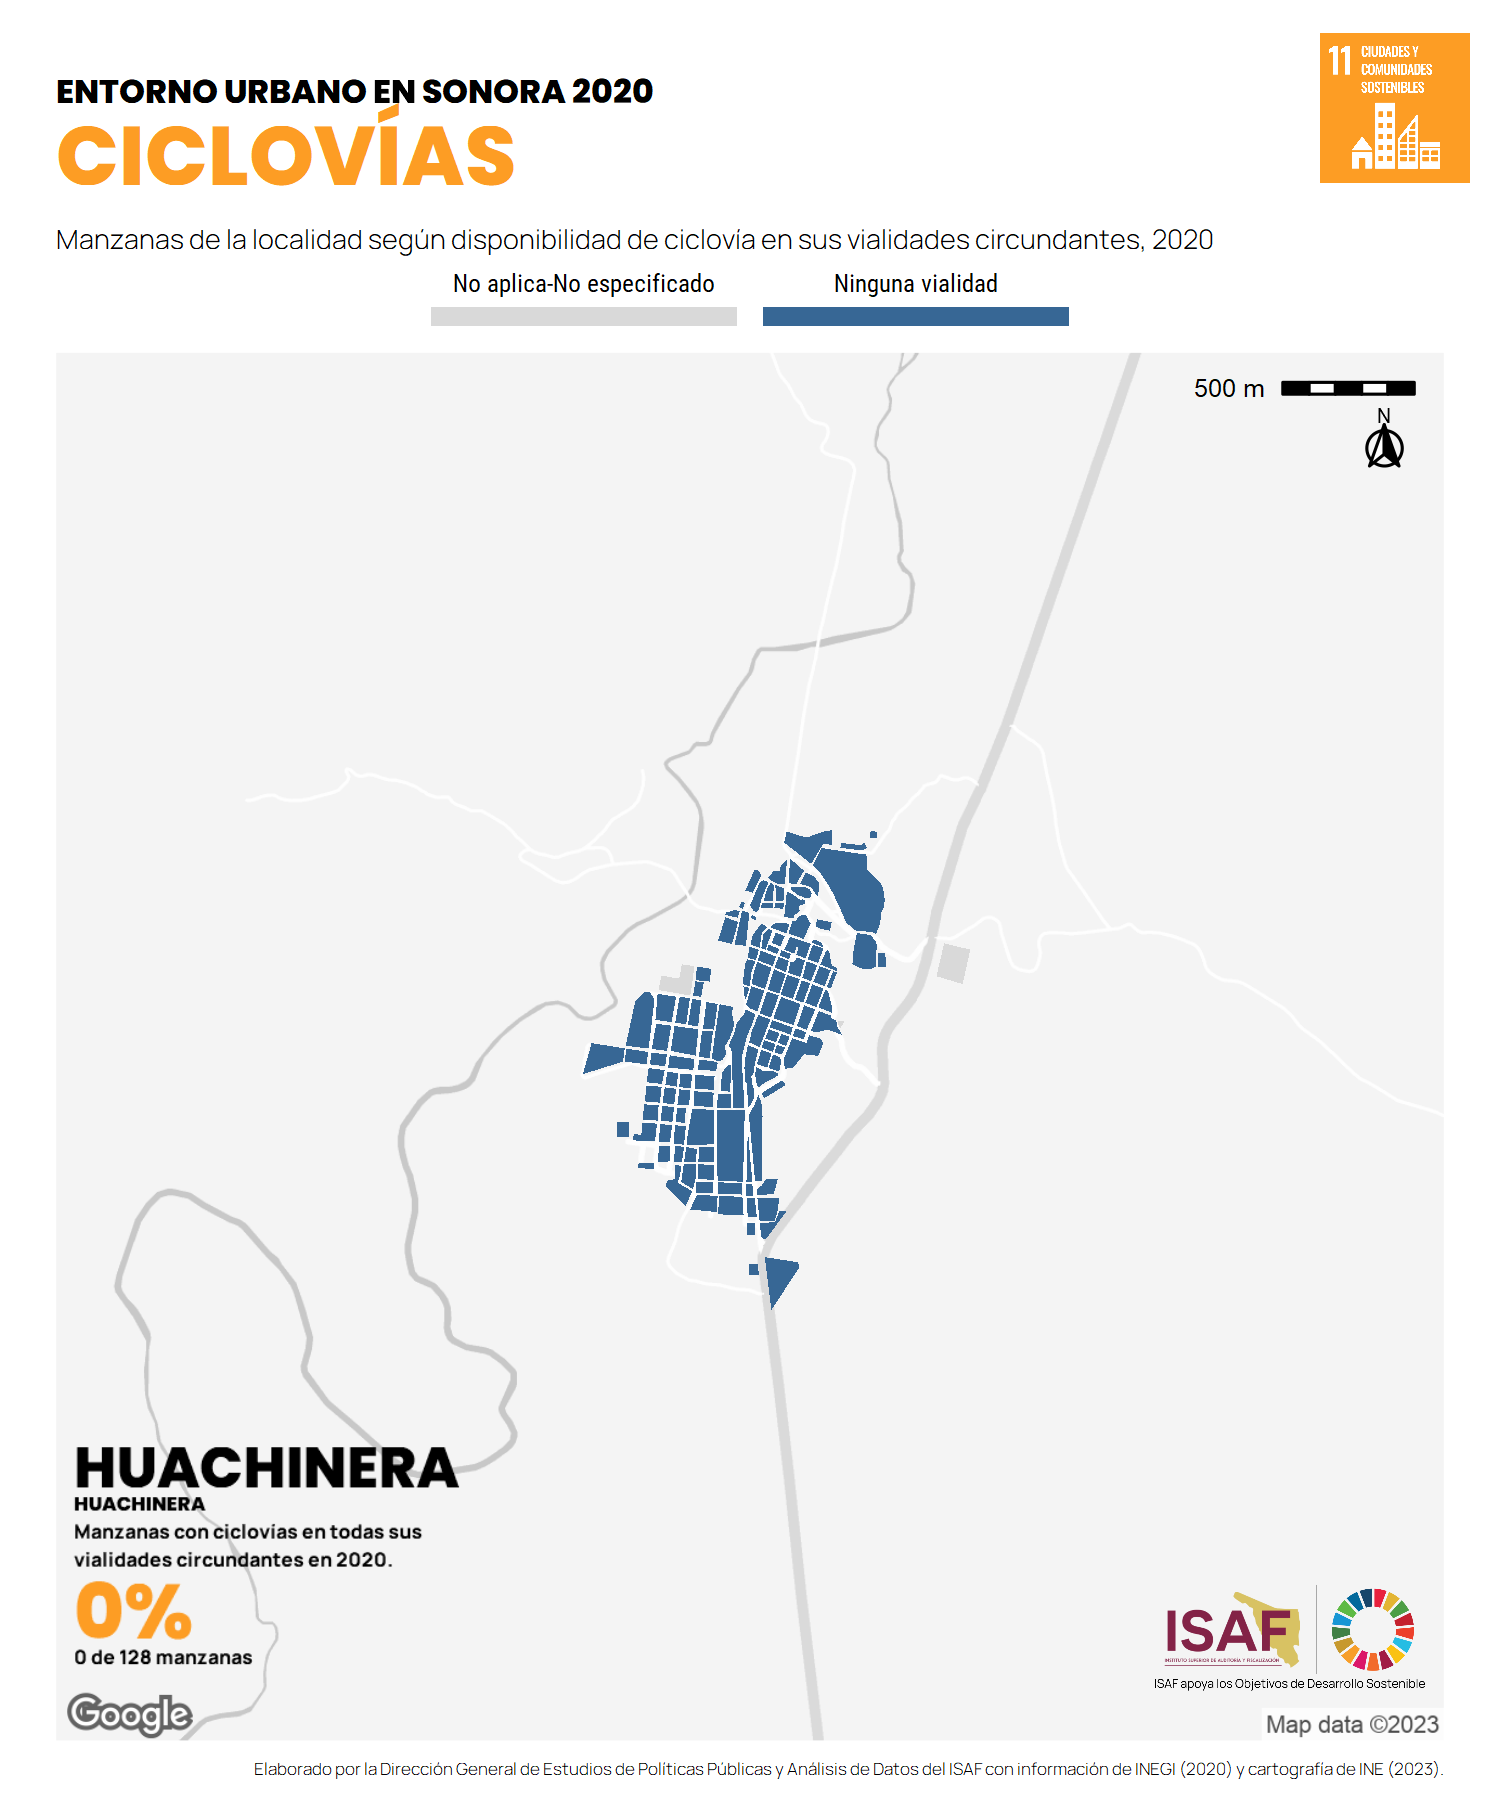 ENTORNO URBANO EN SONORA 2020
CICLOVÍAS
11 CIUDADES Y
COMUNIDADES
SOSTENIBLES
Manzanas de la localidad según disponibilidad de ciclovía en sus vialidades circundantes, 2020
No aplica-No especificado
Ninguna vialidad
500 m
N
HUACHINERA
HUACHINERA
Manzanas con ciclovias en todas sus
vialidades circundantes en 2020.
0%
0 de 128 manzanas
Google
ISAF
INSTITUTO SUPERIOR DE AUDITORÍA Y FISCALIZACIÓN
ISAF apoya los Objetivos de Desarrollo Sostenible
Map data ©2023
Elaborado por la Dirección General de Estudios de Políticas Públicas y Análisis de Datos del ISAF con información de INEGI (2020) y cartografía de INE (2023).